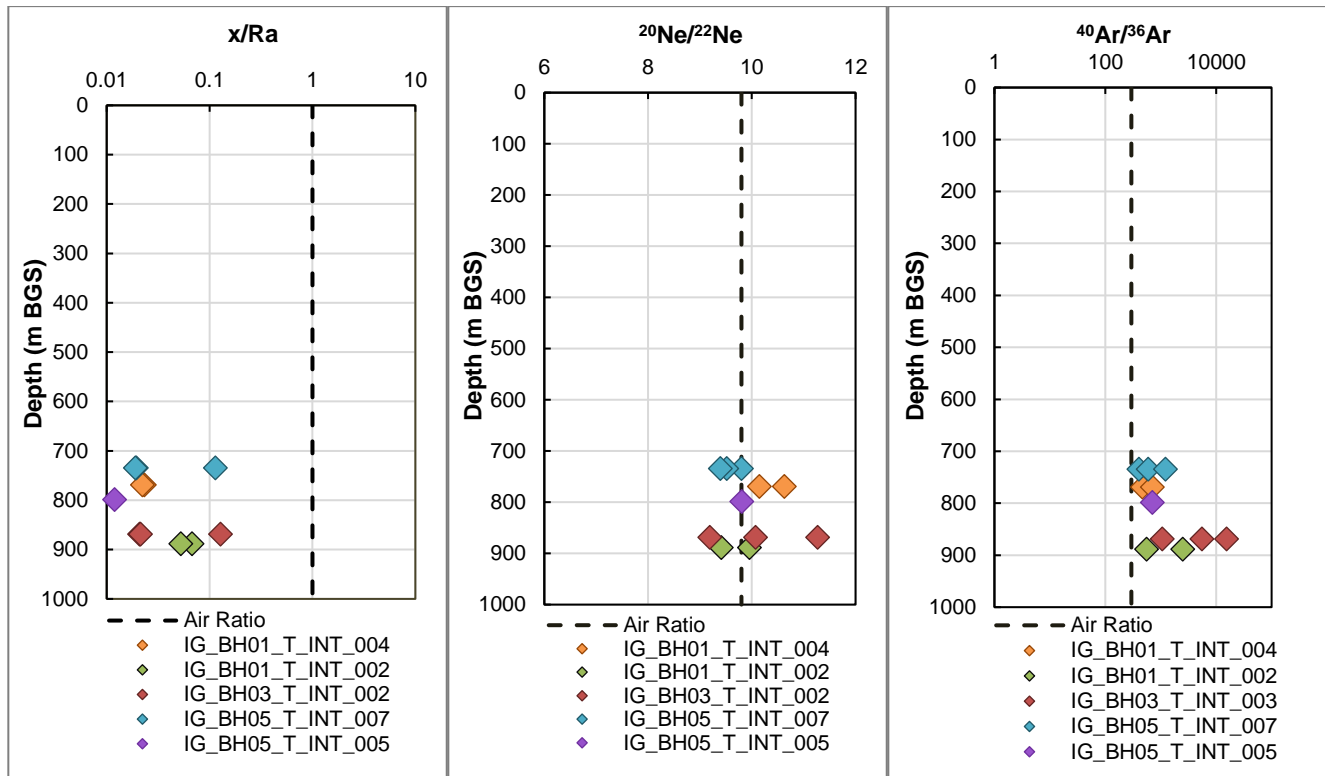 x/Ra
0.01 0.1 1 10
Depth (m BGS)
0
100
200
300
400
500
600
700
800
900
1000
Air Ratio
IG_BH01_T_INT_004
IG_BH01_T_INT_002
IG_BH03_T_INT_002
IG_BH05_T_INT_007
IG_BH05_T_INT_005
²⁰Ne/²²Ne
6 8 10 12
Depth (m BGS)
0
100
200
300
400
500
600
700
800
900
1000
Air Ratio
IG_BH01_T_INT_004
IG_BH01_T_INT_002
IG_BH03_T_INT_002
IG_BH05_T_INT_007
IG_BH05_T_INT_005
⁴⁰Ar/³⁶Ar
1 100 10000
Depth (m BGS)
0
100
200
300
400
500
600
700
800
900
1000
Air Ratio
IG_BH01_T_INT_004
IG_BH01_T_INT_002
IG_BH03_T_INT_003
IG_BH05_T_INT_007
IG_BH05_T_INT_005